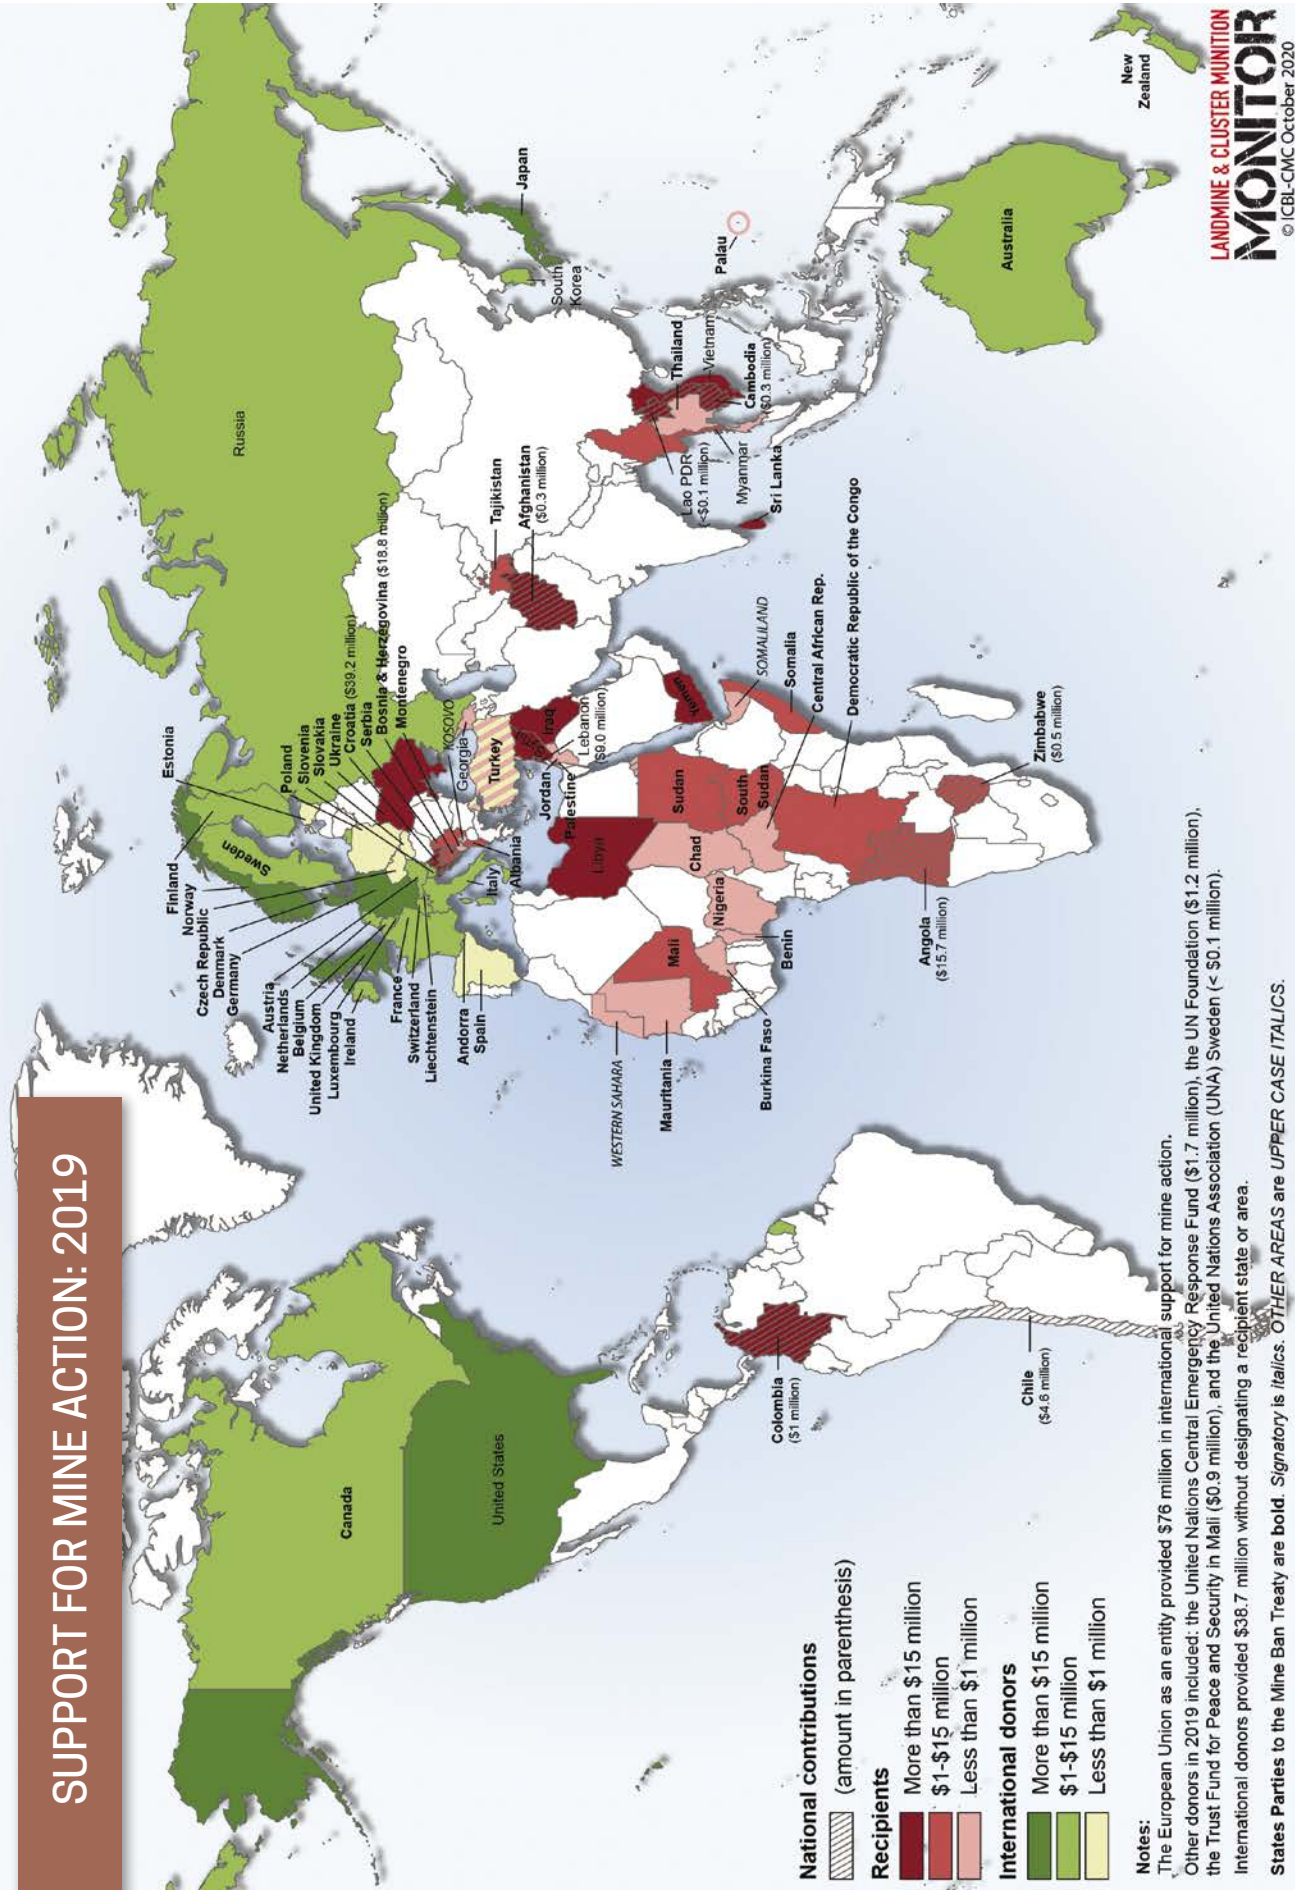 SUPPORT FOR MINE ACTION: 2019
Canada
United States
Colombia
($1 million)
Chile
($4.6 million)
Finland
Norway
Czech Republic
Denmark
Germany
Austria
Netherlands
Belgium
United Kingdom
Luxembourg
Ireland
France
Switzerland
Liechtenstein
Andorra
Spain
Sweden
Estonia
Poland
Slovenia
Slovakia
Ukraine
Croatia ($39.2 million)
Serbia
Bosnia & Herzegovina ($18.8 million)
Montenegro
KOSOVO
Georgia
Turkey
Italy
Albania
Jordan
Palestine
Syria
Iraq
Lebanon
($9.0 million)
Yemen
Russia
Tajikistan
Afghanistan
($0.3 million)
Japan
South
Korea
Palau
Thailand
Vietnam
Cambodia
($0.3 million)
Lao PDR
(<$0.1 million)
Myanmar
Sri Lanka
WESTERN SAHARA
Mauritania
Mali
Burkina Faso
Benin
Nigeria
Chad
Libya
Sudan
South
Sudan
SOMALILAND
Somalia
Central African Rep.
Democratic Republic of the Congo
Angola
($15.7 million)
Zimbabwe
($0.5 million)
Australia
New
Zealand
National contributions
(amount in parenthesis)
Recipients
More than $15 million
$1-$15 million
Less than $1 million
International donors
More than $15 million
$1-$15 million
Less than $1 million
Notes:
The European Union as an entity provided $76 million in international support for mine action.
Other donors in 2019 included: the United Nations Central Emergency Response Fund ($1.7 million), the UN Foundation ($1.2 million),
the Trust Fund for Peace and Security in Mali ($0.9 million), and the United Nations Association (UNA) Sweden (< $0.1 million).
International donors provided $38.7 million without designating a recipient state or area.
States Parties to the Mine Ban Treaty are bold. Signatory is italics. OTHER AREAS are UPPER CASE ITALICS.
LANDMINE & CLUSTER MUNITION
MONITOR
© ICBL-CMC October 2020